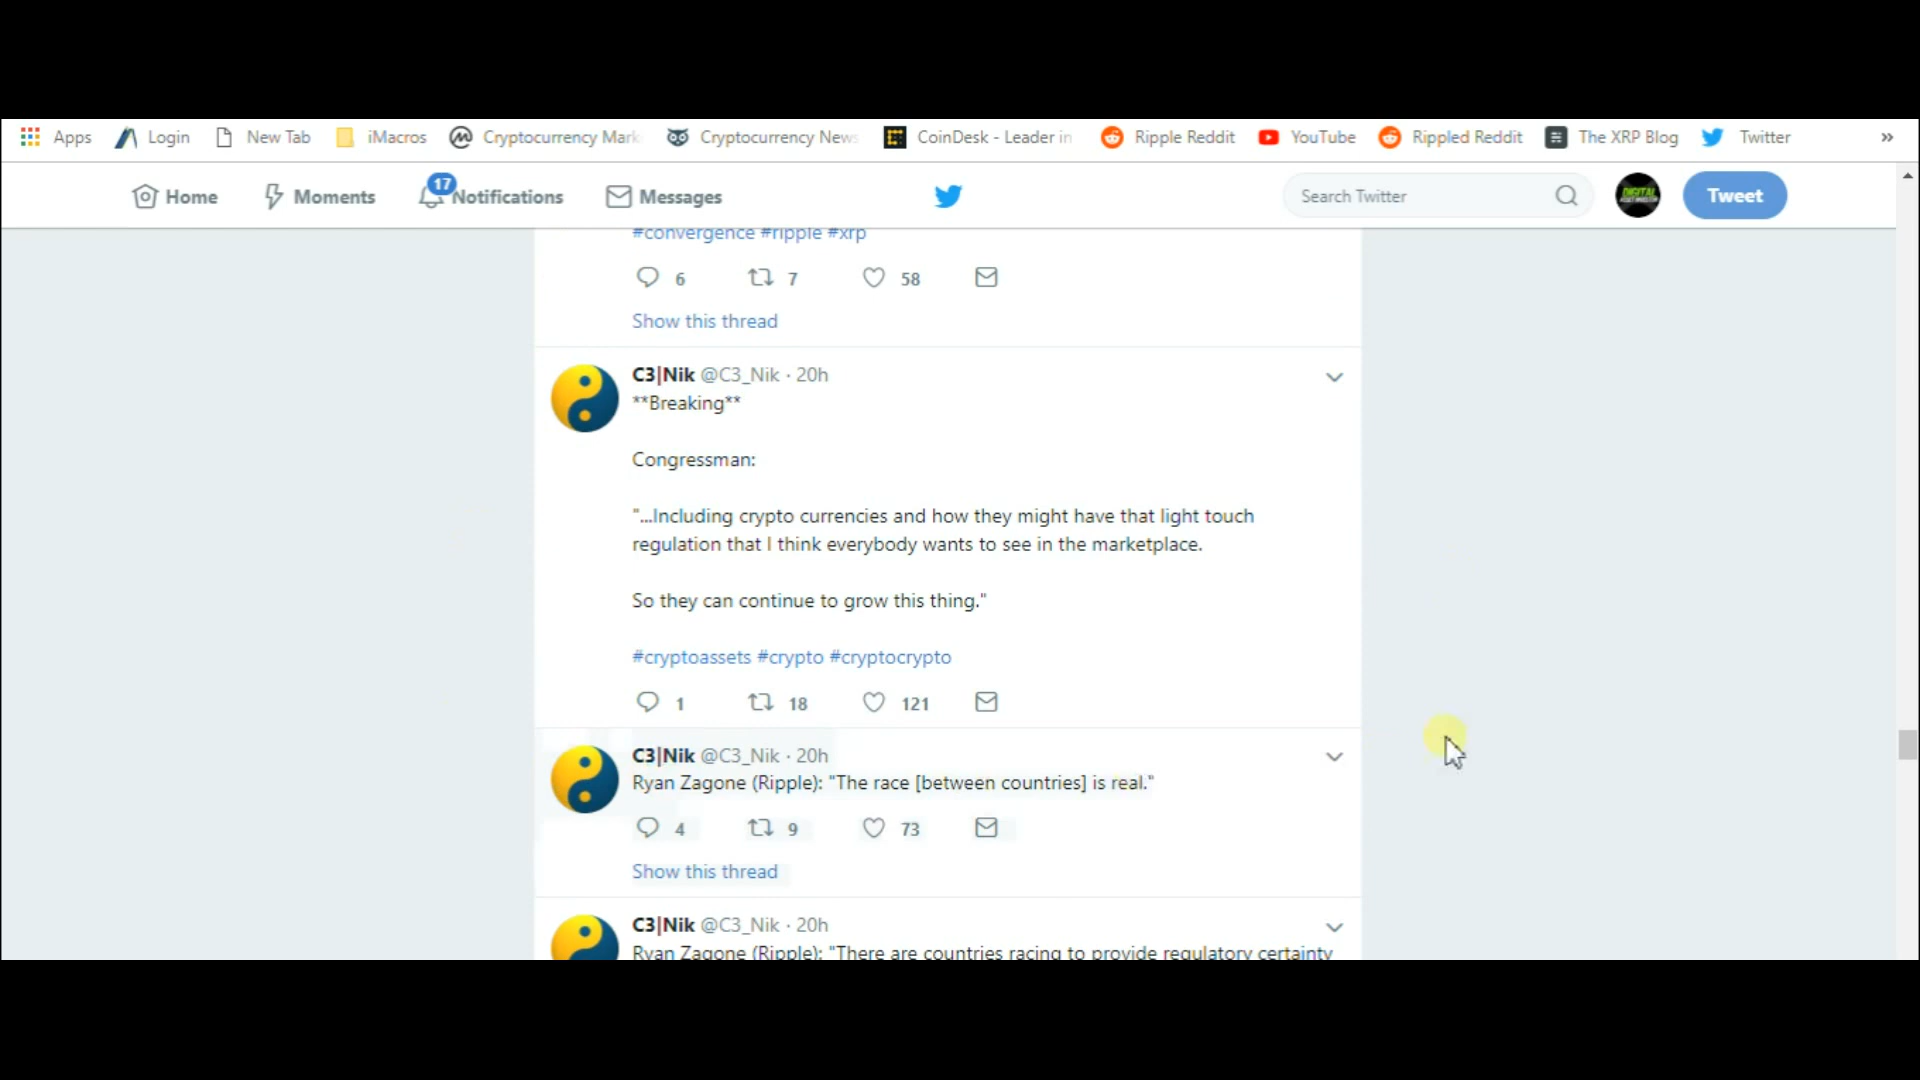 Apps Login New Tab iMacros Cryptocurrency Mark Cryptocurrency News CoinDesk - Leader in Ripple Reddit YouTube Rippled Reddit The XRP Blog Twitter »
Home Moments 17 Notifications Messages Search Twitter DIGITAL ASSET INVESTOR Tweet
#convergence #ripple #xrp
6 7 58
Show this thread
C3|Nik @C3_Nik · 20h
**Breaking**
Congressman:
"...Including crypto currencies and how they might have that light touch
regulation that I think everybody wants to see in the marketplace.
So they can continue to grow this thing."
#cryptoassets #crypto #cryptocrypto
1 18 121
C3|Nik @C3_Nik · 20h
Ryan Zagone (Ripple): "The race [between countries] is real."
4 9 73
Show this thread
C3|Nik @C3_Nik · 20h
Ryan Zagone (Ripple): "There are countries racing to provide regulatory certainty